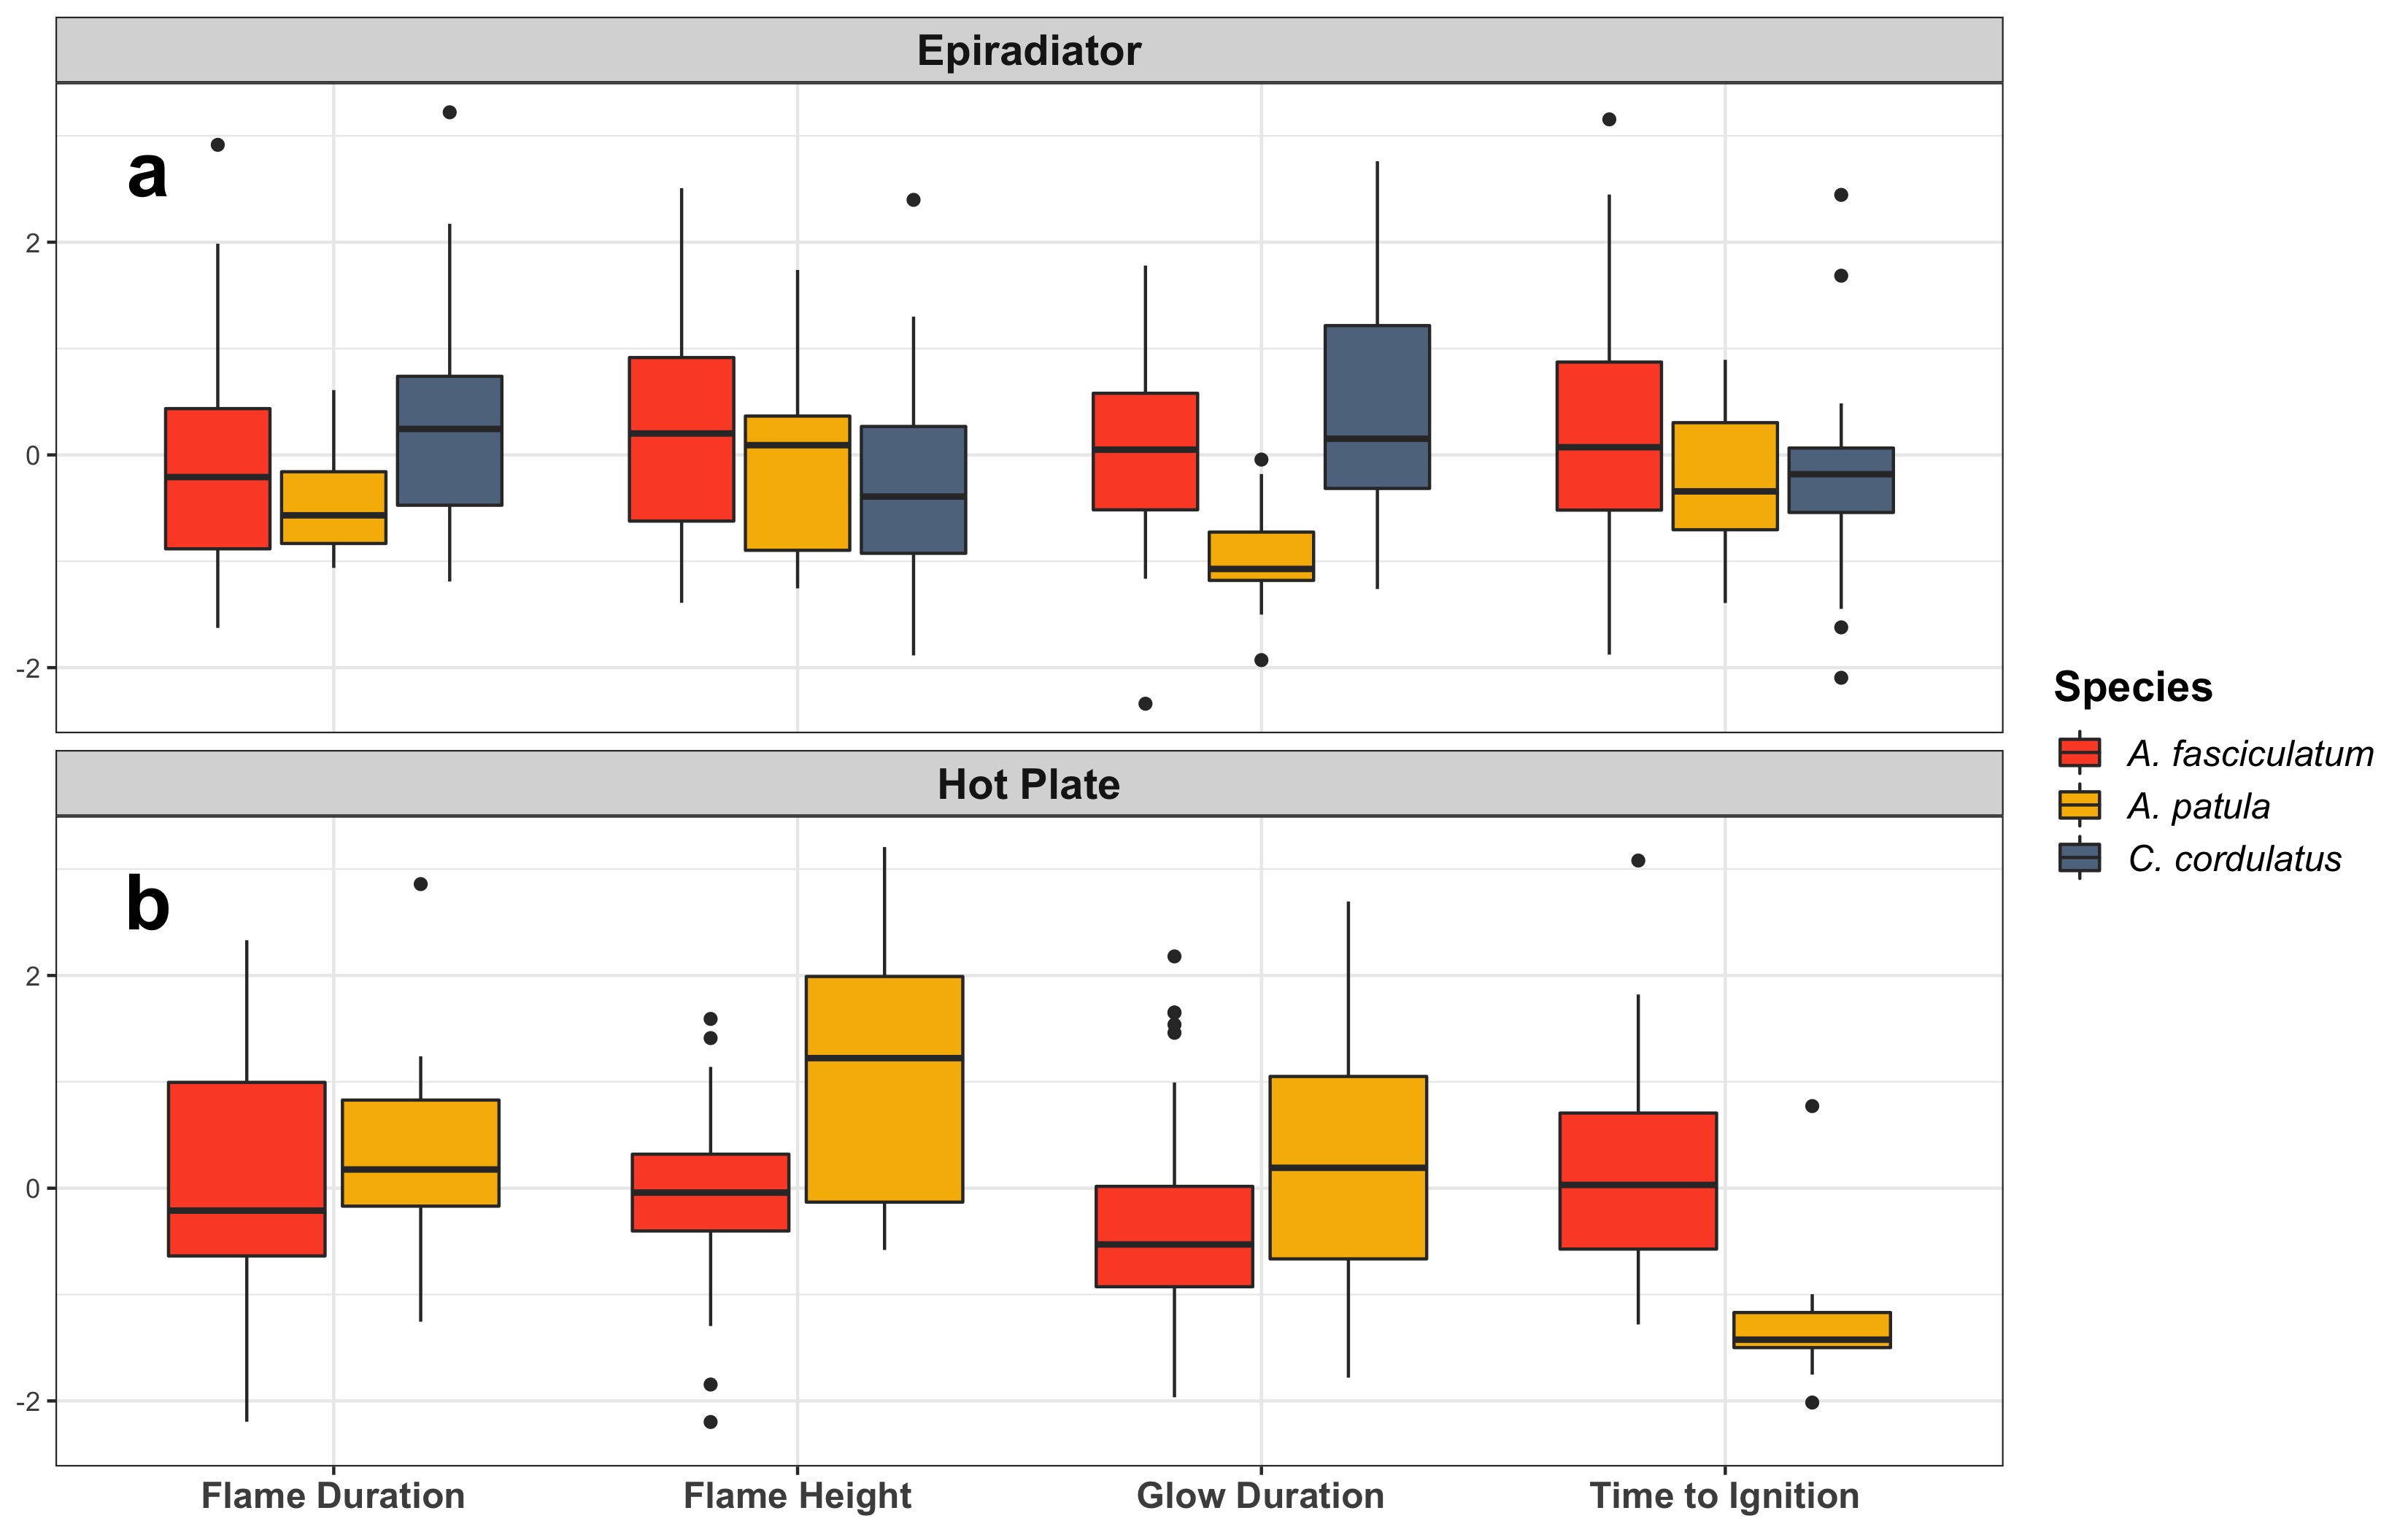 Epiradiator
a
2
0
-2
Hot Plate
b
2
0
-2
Flame Duration
Flame Height
Glow Duration
Time to Ignition
Species
A. fasciculatum
A. patula
C. cordulatus